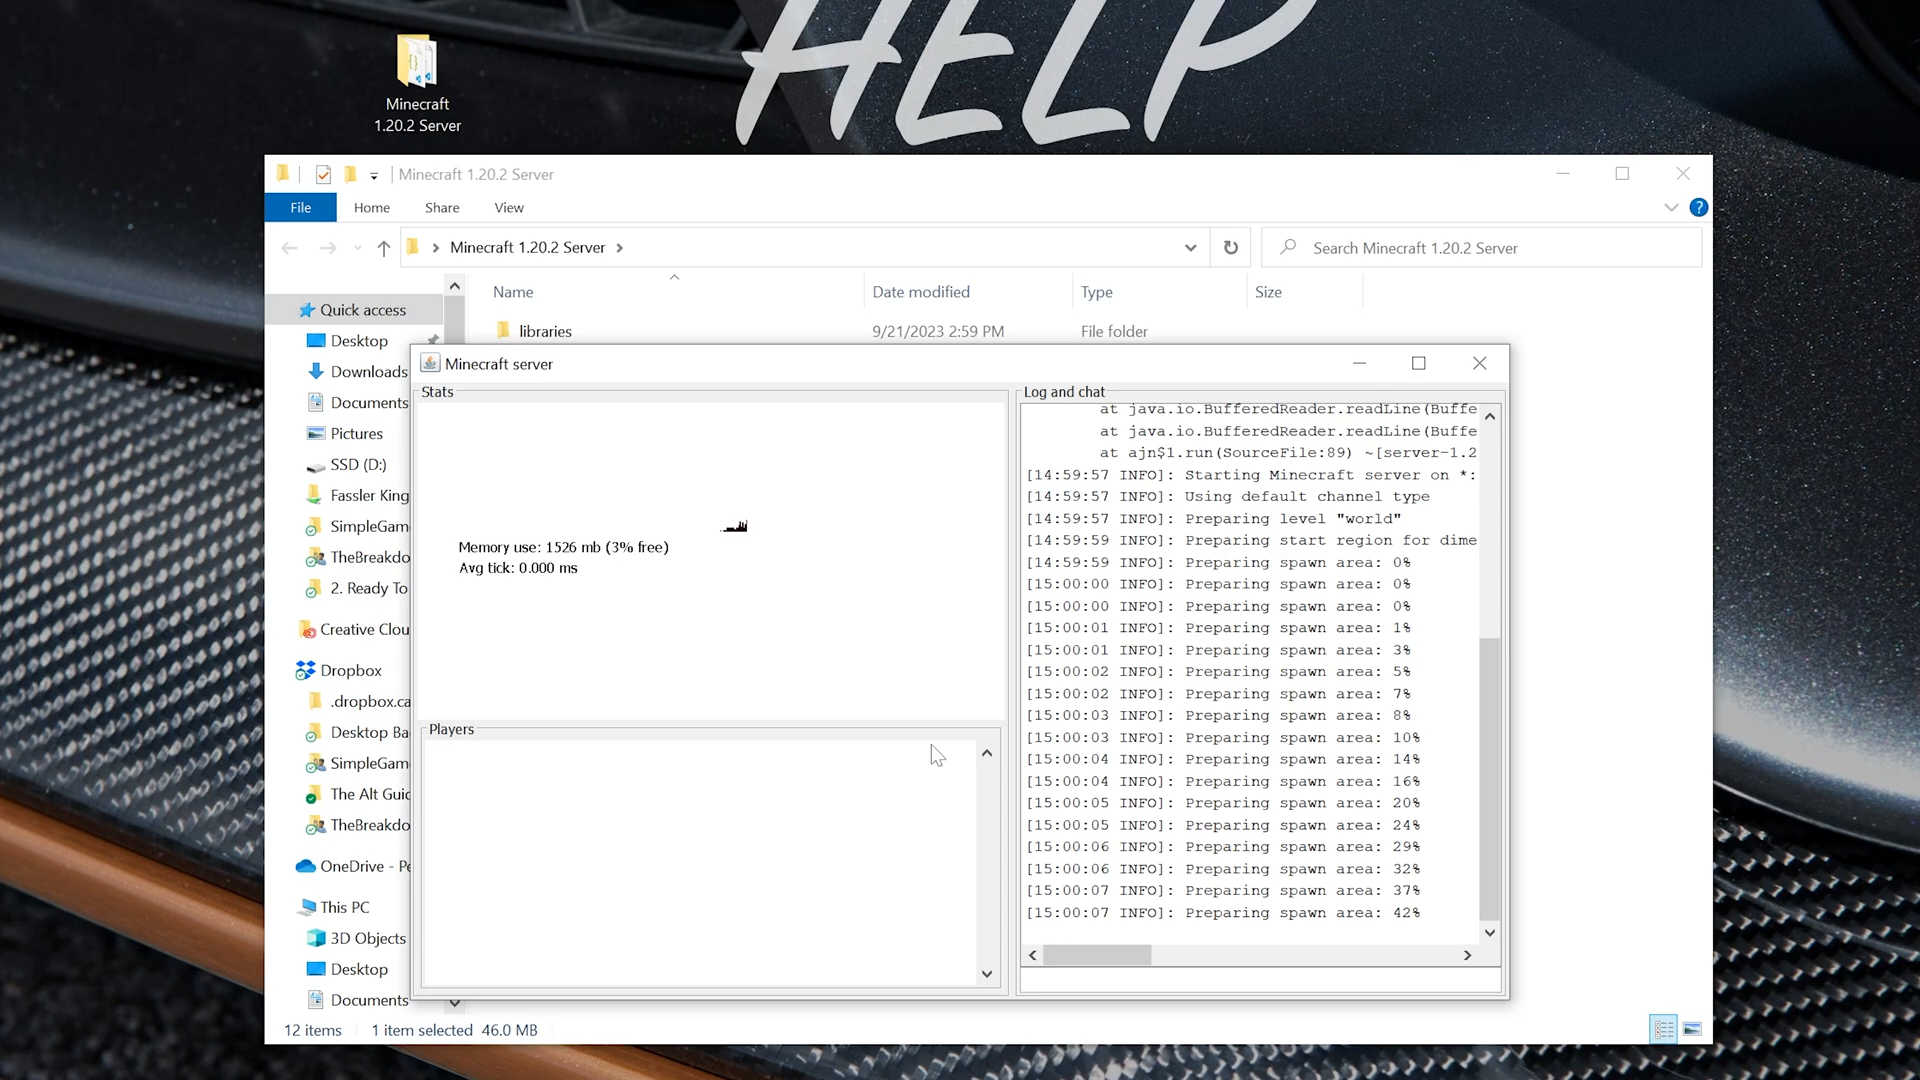 HELP
Minecraft
1.20.2 Server
Minecraft 1.20.2 Server
File Home Share View
Minecraft 1.20.2 Server
Search Minecraft 1.20.2 Server
Name Date modified Type Size
Quick access
libraries 9/21/2023 2:59 PM File folder
Desktop
Downloads
Documents
Pictures
SSD (D:)
Fassler King
SimpleGam
TheBreakdo
2. Ready To
Creative Clou
Dropbox
.dropbox.ca
Desktop Ba
SimpleGam
The Alt Guid
TheBreakdo
OneDrive - Pe
This PC
3D Objects
Desktop
Documents
12 items 1 item selected 46.0 MB
Minecraft server
Stats
Memory use: 1526 mb (3% free)
Avg tick: 0.000 ms
Players
Log and chat
at java.io.BufferedReader.readLine(Buffe
at java.io.BufferedReader.readLine(Buffe
at ajn$1.run(SourceFile:89) ~[server-1.2
[14:59:57 INFO]: Starting Minecraft server on *:
[14:59:57 INFO]: Using default channel type
[14:59:57 INFO]: Preparing level "world"
[14:59:59 INFO]: Preparing start region for dime
[14:59:59 INFO]: Preparing spawn area: 0%
[15:00:00 INFO]: Preparing spawn area: 0%
[15:00:00 INFO]: Preparing spawn area: 0%
[15:00:01 INFO]: Preparing spawn area: 1%
[15:00:01 INFO]: Preparing spawn area: 3%
[15:00:02 INFO]: Preparing spawn area: 5%
[15:00:02 INFO]: Preparing spawn area: 7%
[15:00:03 INFO]: Preparing spawn area: 8%
[15:00:03 INFO]: Preparing spawn area: 10%
[15:00:04 INFO]: Preparing spawn area: 14%
[15:00:04 INFO]: Preparing spawn area: 16%
[15:00:05 INFO]: Preparing spawn area: 20%
[15:00:05 INFO]: Preparing spawn area: 24%
[15:00:06 INFO]: Preparing spawn area: 29%
[15:00:06 INFO]: Preparing spawn area: 32%
[15:00:07 INFO]: Preparing spawn area: 37%
[15:00:07 INFO]: Preparing spawn area: 42%